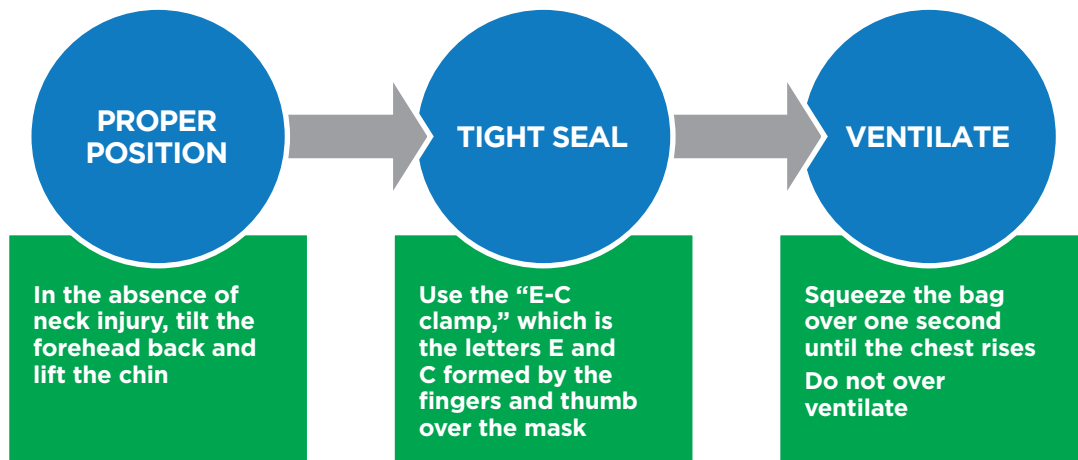 PROPER
POSITION
In the absence of
neck injury, tilt the
forehead back and
lift the chin
TIGHT SEAL
Use the “E-C
clamp,” which is
the letters E and
C formed by the
fingers and thumb
over the mask
VENTILATE
Squeeze the bag
over one second
until the chest rises
Do not over
ventilate